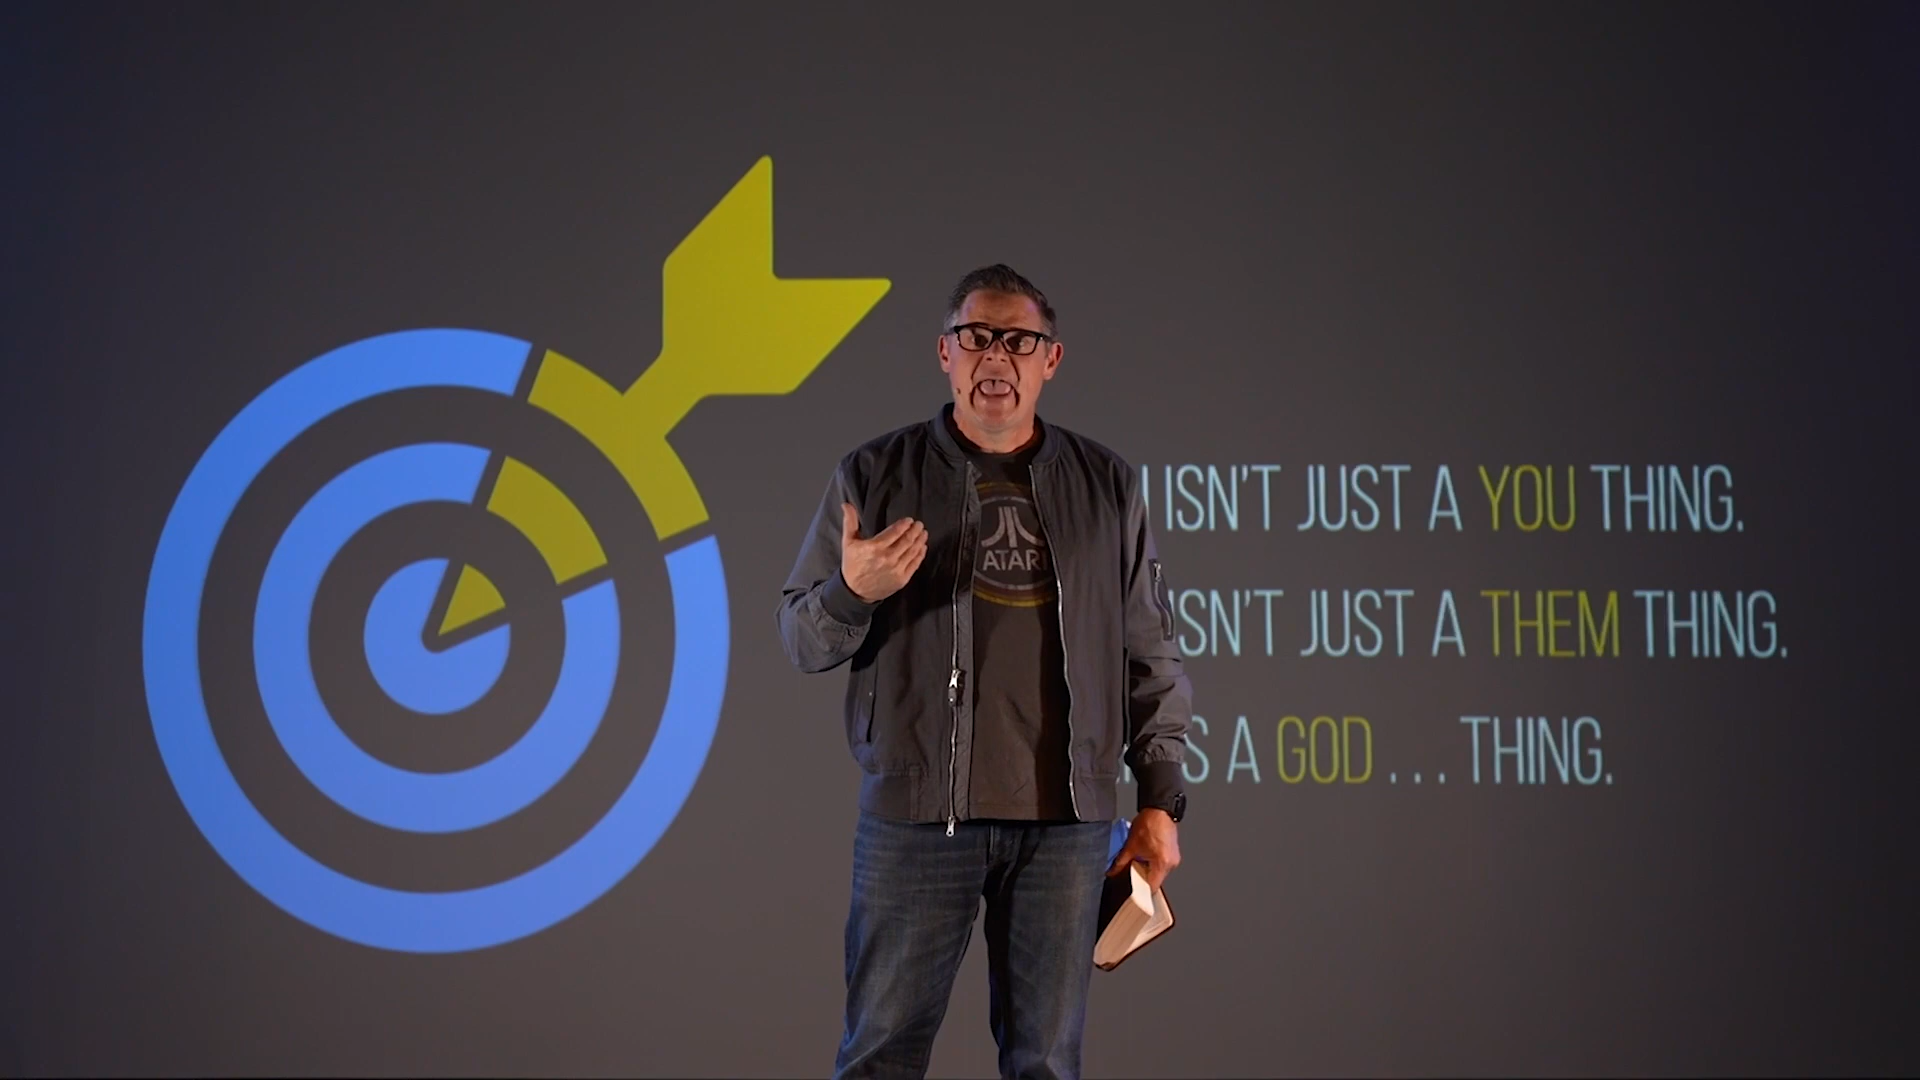 ISN'T JUST A YOU THING.
ISN'T JUST A THEM THING.
A GOD ... THING.
ATARI